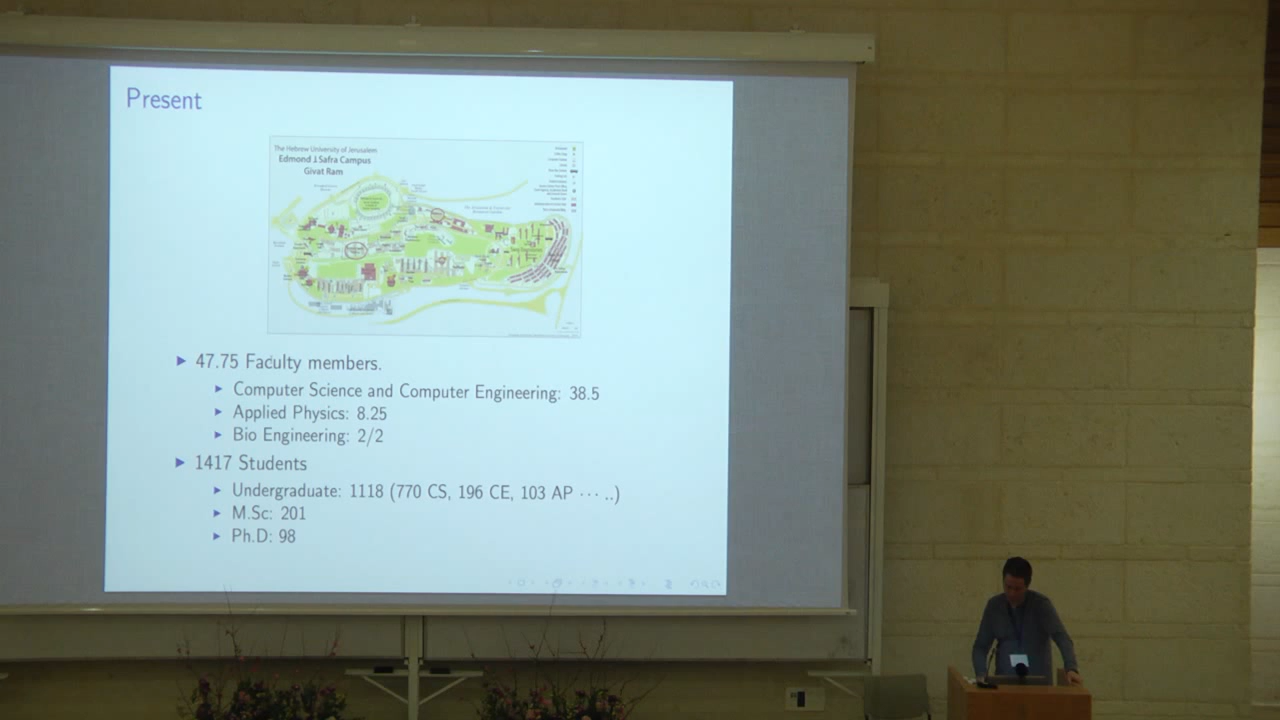 Present
The Hebrew University of Jerusalem
Edmond J. Safra Campus
Givat Ram
47.75 Faculty members.
Computer Science and Computer Engineering: 38.5
Applied Physics: 8.25
Bio Engineering: 2/2
1417 Students
Undergraduate: 1118 (770 CS, 196 CE, 103 AP ··· ..)
M.Sc: 201
Ph.D: 98